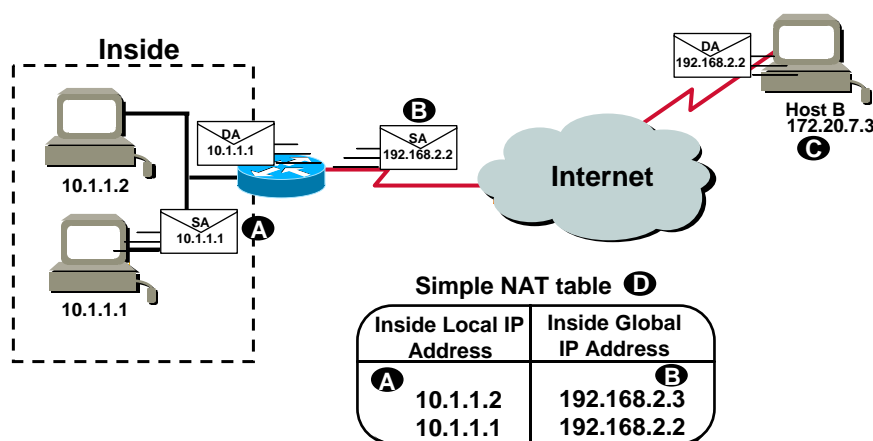 Inside
DA
10.1.1.1
B
SA
192.168.2.2
DA
192.168.2.2
Host B
172.20.7.3
C
10.1.1.2
Internet
SA
10.1.1.1
A
10.1.1.1
Simple NAT table D
Inside Local IP
Address
Inside Global
IP Address
A
B
10.1.1.2 192.168.2.3
10.1.1.1 192.168.2.2